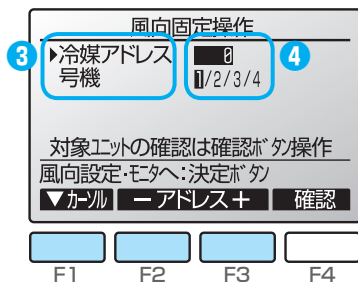 風向固定操作
3 ▶冷媒アドレス 0 4
号機 1/2/3/4
対象ユニットの確認は確認ボタン操作
風向設定・モニタへ:決定ボタン
▼カーソル －アドレス＋ 確認
F1 F2 F3 F4